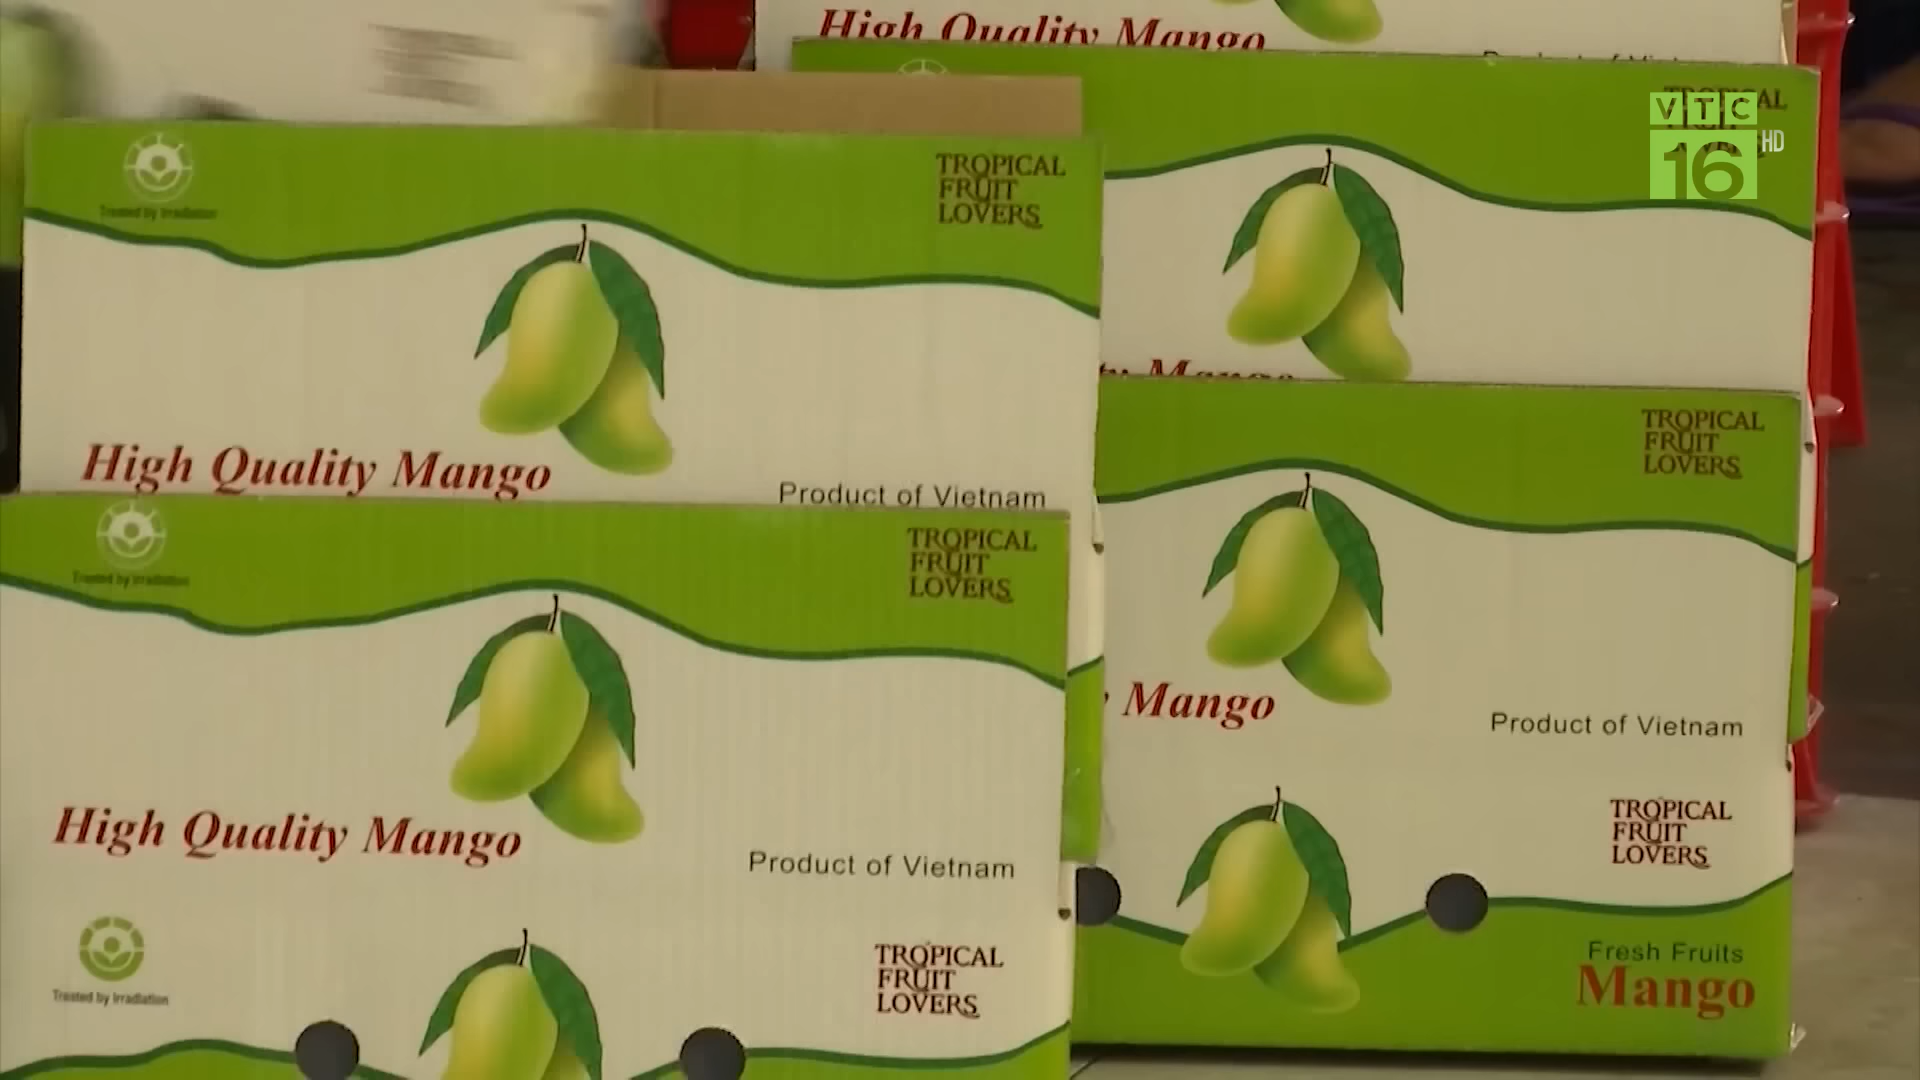 High Quality Mango
TROPICAL
VTC
16 HD
Treated by Irradiation
TROPICAL
FRUIT
LOVERS
High Quality Mango
Product of Vietnam
Mango
TROPICAL
FRUIT
LOVERS
Mango
Product of Vietnam
Treated by Irradiation
TROPICAL
FRUIT
LOVERS
High Quality Mango
Product of Vietnam
TROPICAL
FRUIT
LOVERS
Fresh Fruits
Mango
Treated by Irradiation
TROPICAL
FRUIT
LOVERS